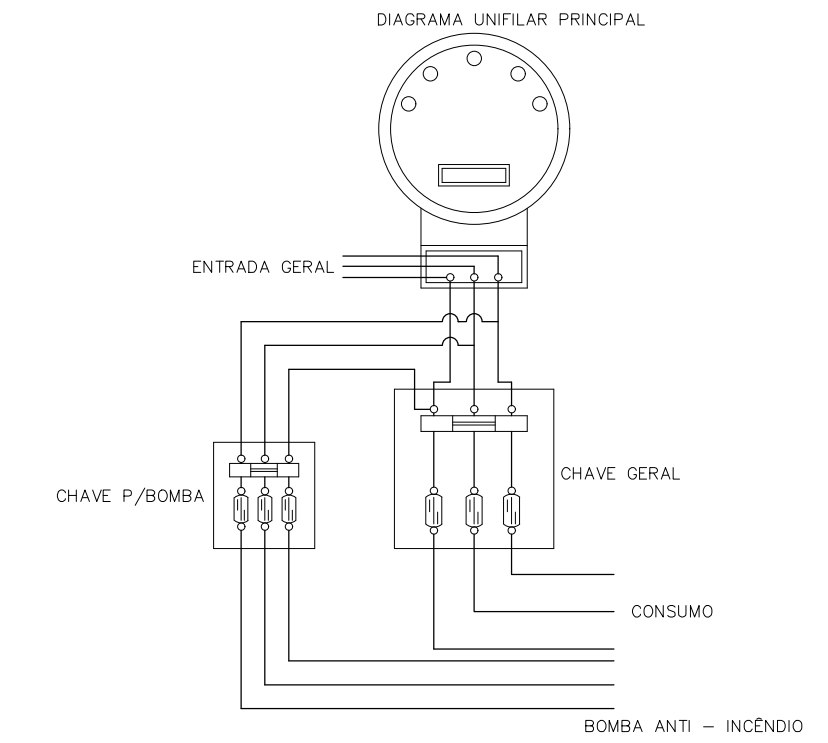 DIAGRAMA UNIFILAR PRINCIPAL
ENTRADA GERAL
CHAVE GERAL
CHAVE P/BOMBA
CONSUMO
BOMBA ANTI – INCÊNDIO